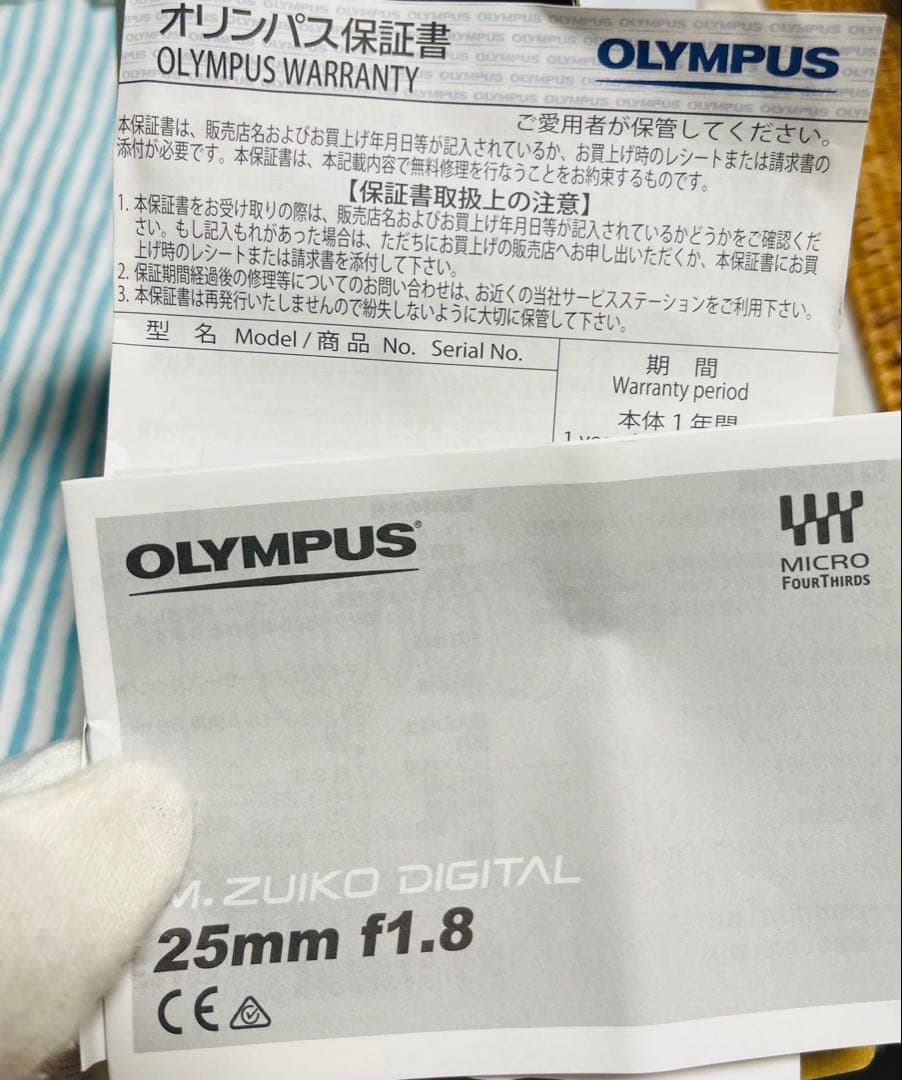 オリンパス保証書
OLYMPUS WARRANTY
OLYMPUS
ご愛用者が保管してください。
本保証書は、販売店名およびお買上げ年月日等が記入されているか、お買上げ時のレシートまたは請求書の
添付が必要です。本保証書は、本記載内容で無料修理を行なうことをお約束するものです。
【保証書取扱上の注意】
1. 本保証書をお受け取りの際は、販売店名およびお買上げ年月日等が記入されているかどうかをご確認くだ
さい。もし記入もれがあった場合は、ただちにお買上げの販売店へお申し出いただくか、本保証書にお買
上げ時のレシートまたは請求書を添付して下さい。
2. 保証期間経過後の修理等についてのお問い合わせは、お近くの当社サービスステーションをご利用下さい。
3. 本保証書は再発行いたしませんので紛失しないように大切に保管して下さい。
型 名 Model / 商品 No. Serial No.
期 間
Warranty period
本体 1 年間
OLYMPUS®
MICRO
FOURTHIRDS
M. ZUIKO DIGITAL
25mm f1.8
CE